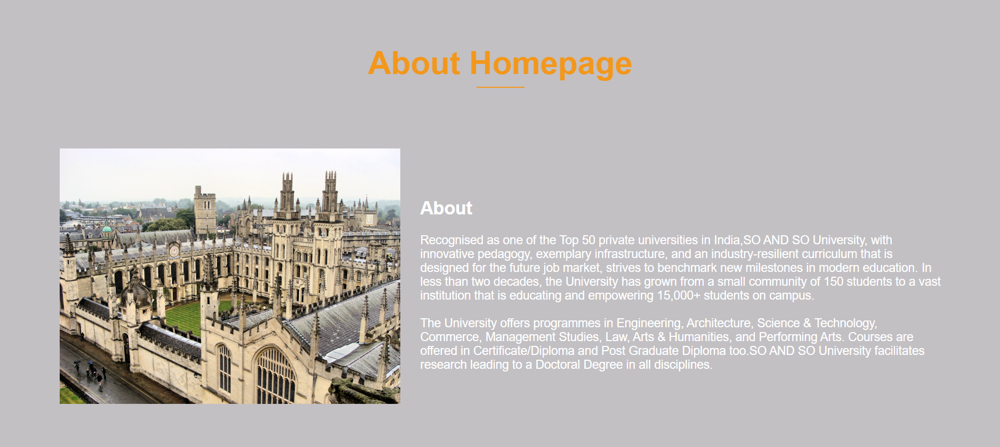 About Homepage
About
Recognised as one of the Top 50 private universities in India,SO AND SO University, with
innovative pedagogy, exemplary infrastructure, and an industry-resilient curriculum that is
designed for the future job market, strives to benchmark new milestones in modern education. In
less than two decades, the University has grown from a small community of 150 students to a vast
institution that is educating and empowering 15,000+ students on campus.
The University offers programmes in Engineering, Architecture, Science & Technology,
Commerce, Management Studies, Law, Arts & Humanities, and Performing Arts. Courses are
offered in Certificate/Diploma and Post Graduate Diploma too.SO AND SO University facilitates
research leading to a Doctoral Degree in all disciplines.